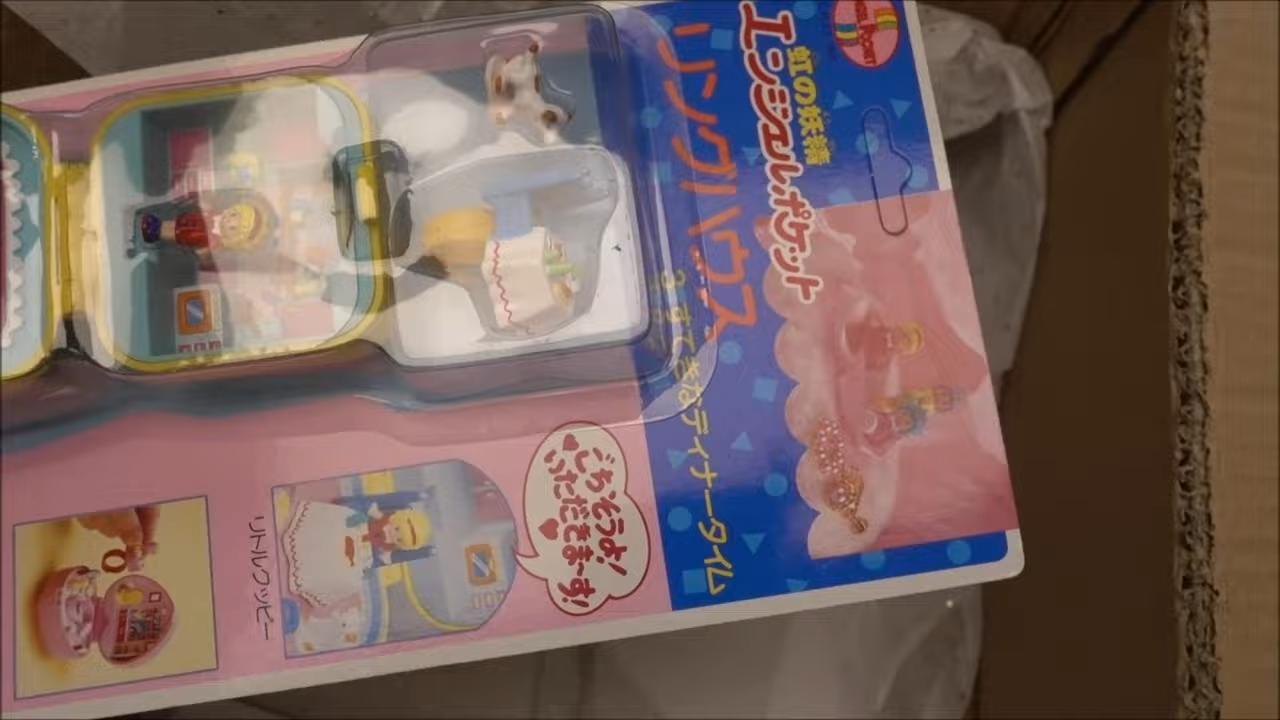 虹の妖精
エンジェルポケット
リングハウス
3 すてきなディナータイム
ごちそうよ!
いただきまーす!
リトルクッピー